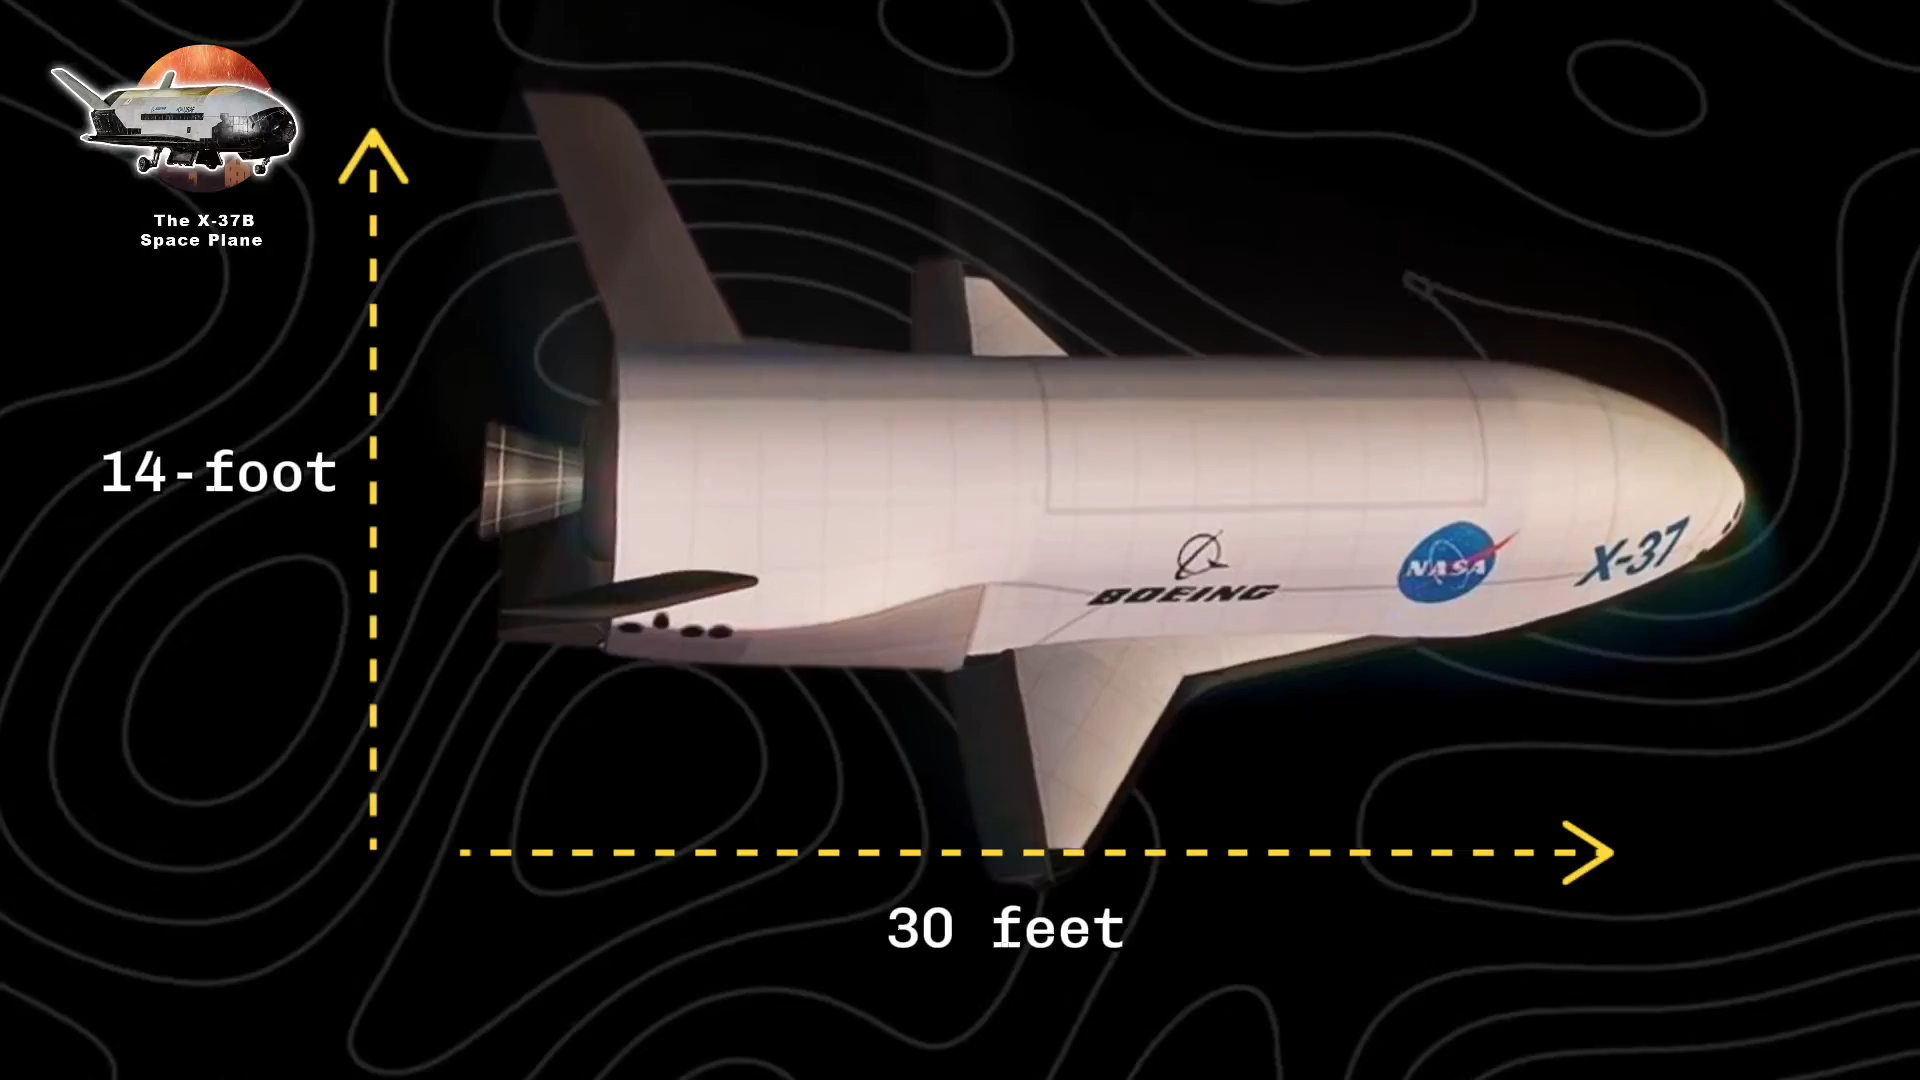 The X-37B
Space Plane
14-foot
BOEING
NASA
X-37
30 feet